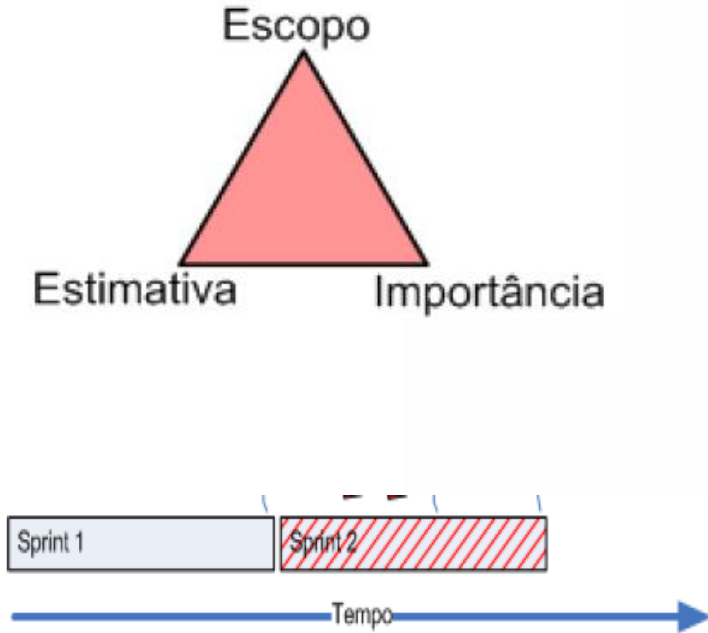 Escopo
Estimativa
Importância
Sprint 1
Sprint 2
Tempo